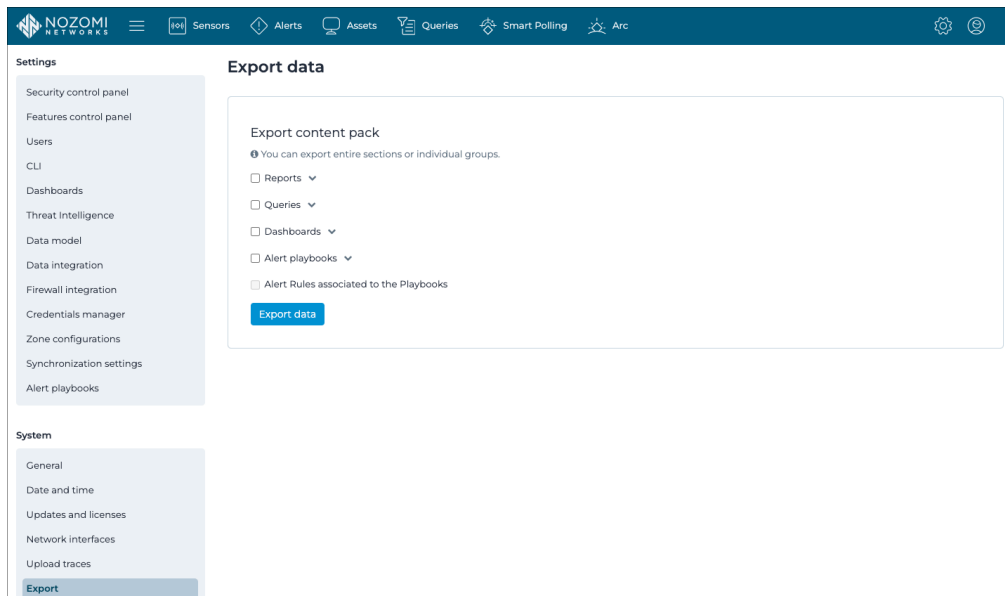 NOZOMI
NETWORKS
Sensors
Alerts
Assets
Queries
Smart Polling
Arc
Settings
Security control panel
Features control panel
Users
CLI
Dashboards
Threat Intelligence
Data model
Data integration
Firewall integration
Credentials manager
Zone configurations
Synchronization settings
Alert playbooks
System
General
Date and time
Updates and licenses
Network interfaces
Upload traces
Export
Export data
Export content pack
You can export entire sections or individual groups.
Reports
Queries
Dashboards
Alert playbooks
Alert Rules associated to the Playbooks
Export data